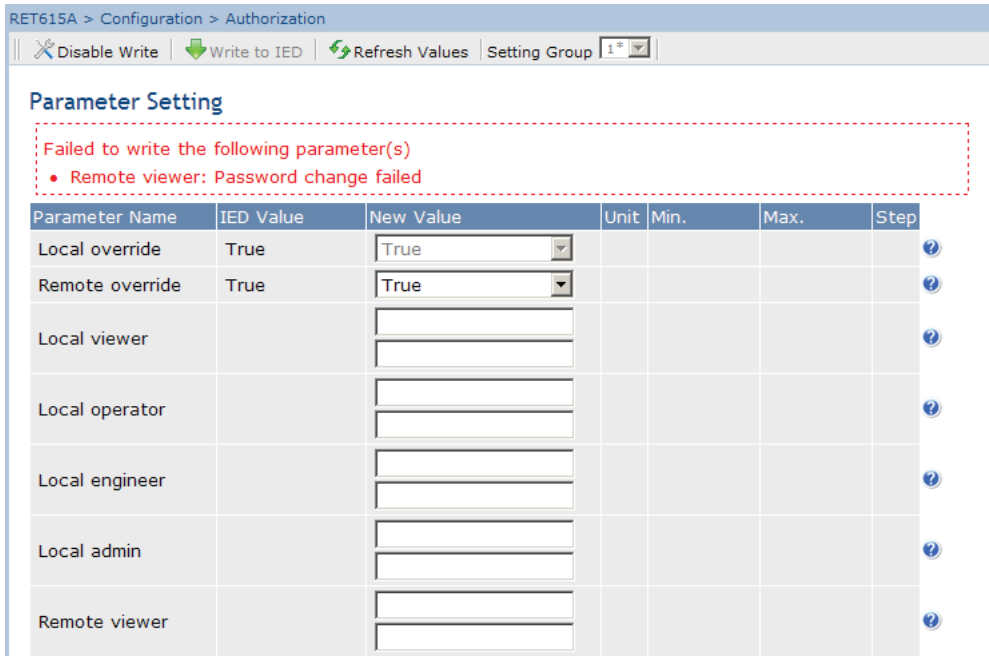 RET615A > Configuration > Authorization
Disable Write Write to IED Refresh Values Setting Group 1*
Parameter Setting
Failed to write the following parameter(s)
• Remote viewer: Password change failed
Parameter Name IED Value New Value Unit Min. Max. Step
Local override True True ?
Remote override True True ?
Local viewer ?
Local operator ?
Local engineer ?
Local admin ?
Remote viewer ?